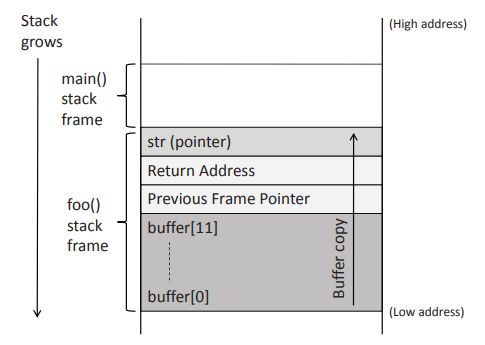 Stack
grows
(High address)
main()
stack
frame
str (pointer)
Return Address
Previous Frame Pointer
foo()
stack
frame
buffer[11]
buffer[0]
Buffer copy
(Low address)